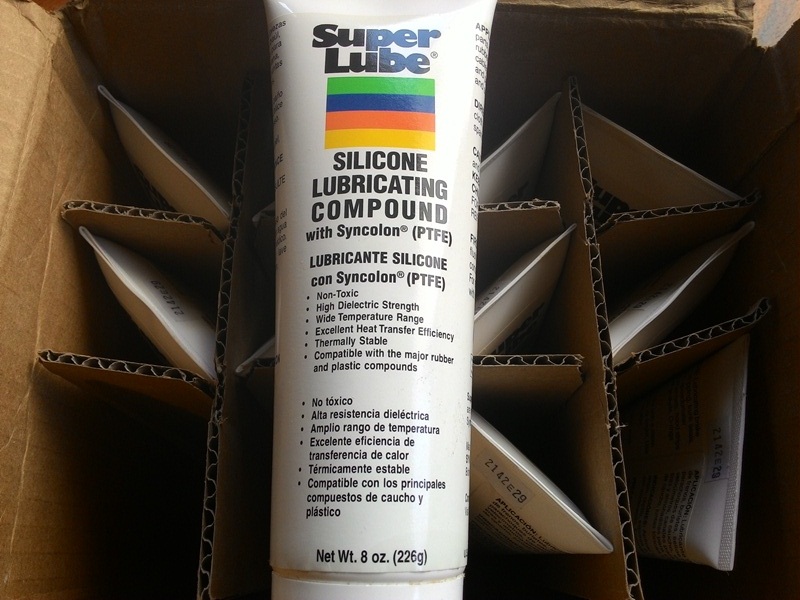 Super
Lube®
SILICONE
LUBRICATING
COMPOUND
with Syncolon® (PTFE)
LUBRICANTE SILICONE
con Syncolon® (PTFE)
• Non-Toxic
• High Dielectric Strength
• Wide Temperature Range
• Excellent Heat Transfer Efficiency
• Thermally Stable
• Compatible with the major rubber
and plastic compounds
• No tóxico
• Alta resistencia dieléctrica
• Amplio rango de temperatura
• Excelente eficiencia de
transferencia de calor
• Térmicamente estable
• Compatible con los principales
compuestos de caucho y
plástico
Net Wt. 8 oz. (226g)
APLICACIÓN: